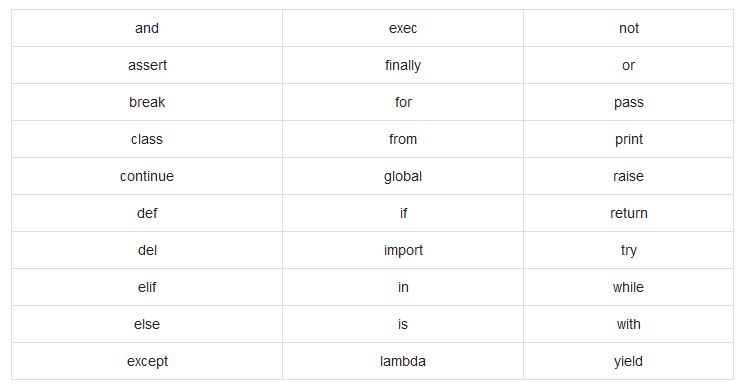 and exec not
assert finally or
break for pass
class from print
continue global raise
def if return
del import try
elif in while
else is with
except lambda yield